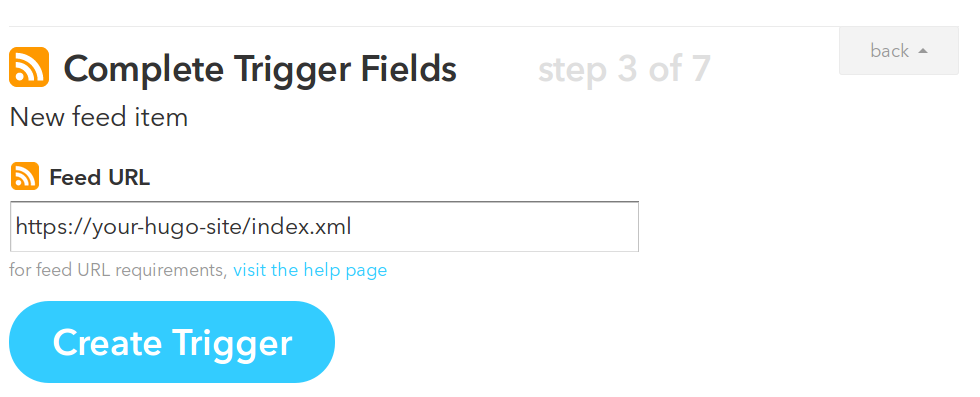 back
Complete Trigger Fields step 3 of 7
New feed item
Feed URL
https://your-hugo-site/index.xml
for feed URL requirements, visit the help page
Create Trigger